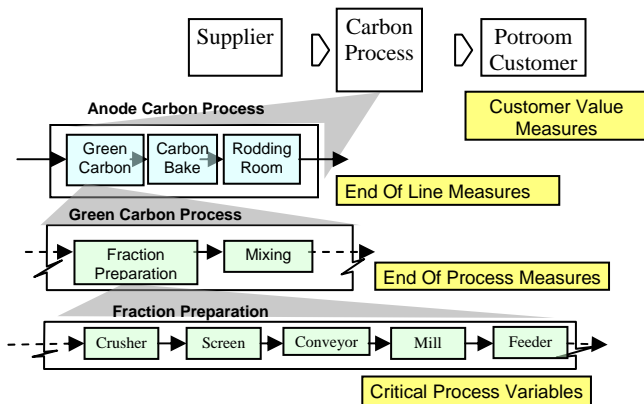 Supplier
Carbon
Process
Potroom
Customer
Anode Carbon Process
Customer Value
Measures
Green
Carbon
Carbon
Bake
Rodding
Room
End Of Line Measures
Green Carbon Process
Fraction
Preparation
Mixing
End Of Process Measures
Fraction Preparation
Crusher
Screen
Conveyor
Mill
Feeder
Critical Process Variables